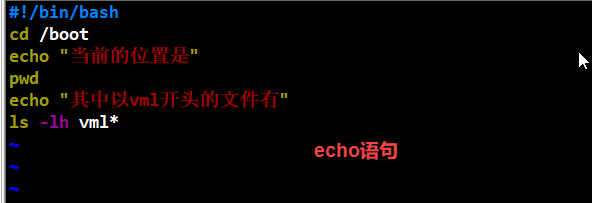 #!/bin/bash
cd /boot
echo "当前的位置是"
pwd
echo "其中以vml开头的文件有"
ls -lh vml*
~
echo语句
~
~